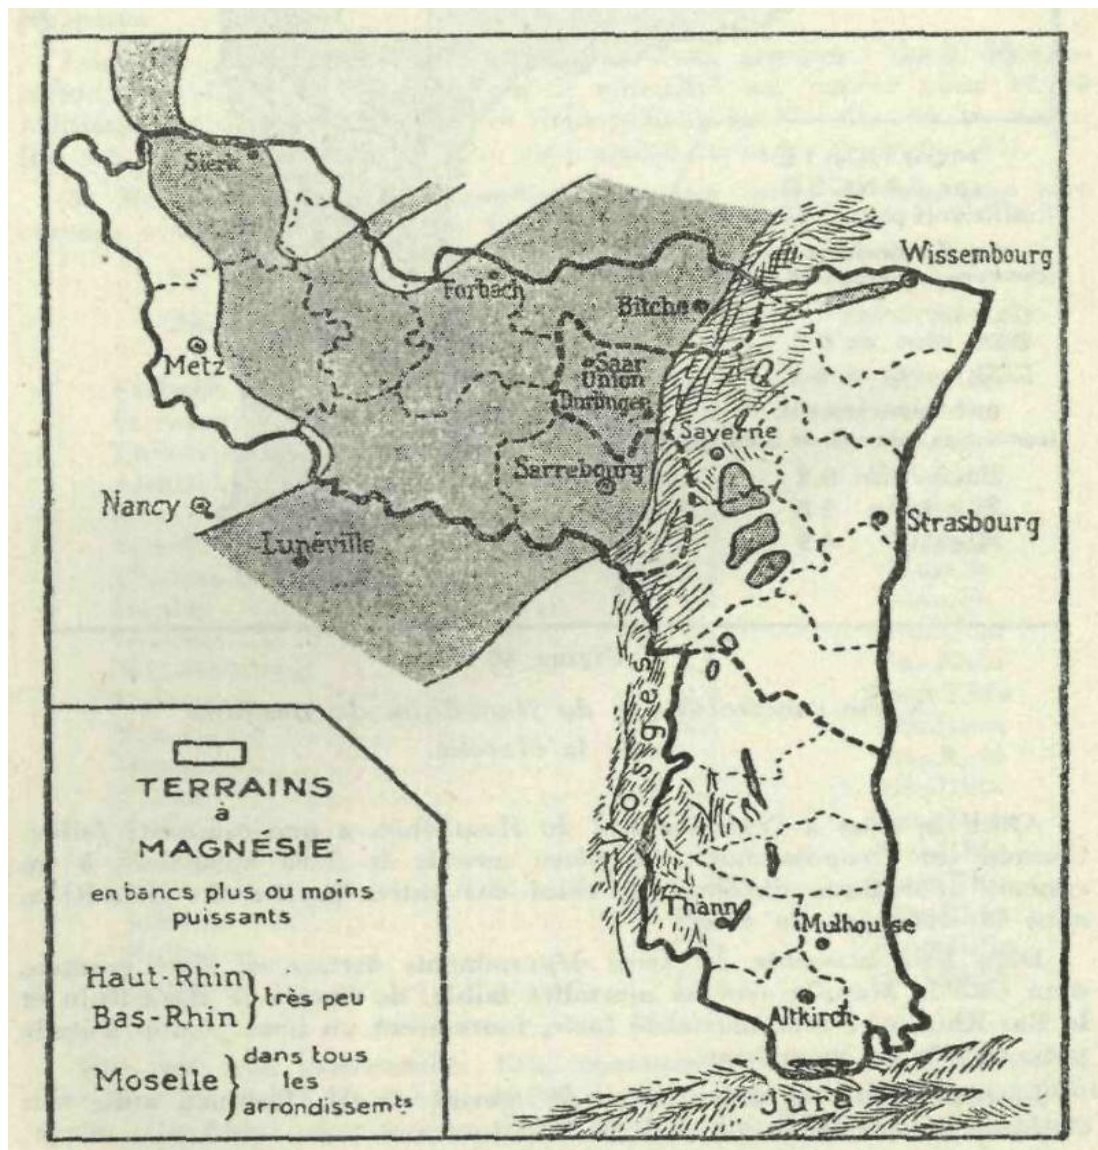 Sierk
Wissembourg
Forbach
Bitche
Metz
Saar
Union
Durlinger
Saverne
Sarrebourg
Nancy
Strasbourg
Lunéville
Vosges
TERRAINS
à
MAGNÉSIE
en bancs plus ou moins
puissants
Thann
Mulhouse
Haut-Rhin
Bas-Rhin
très peu
Altkirch
Moselle
dans tous
les
arrondissemts
Jura